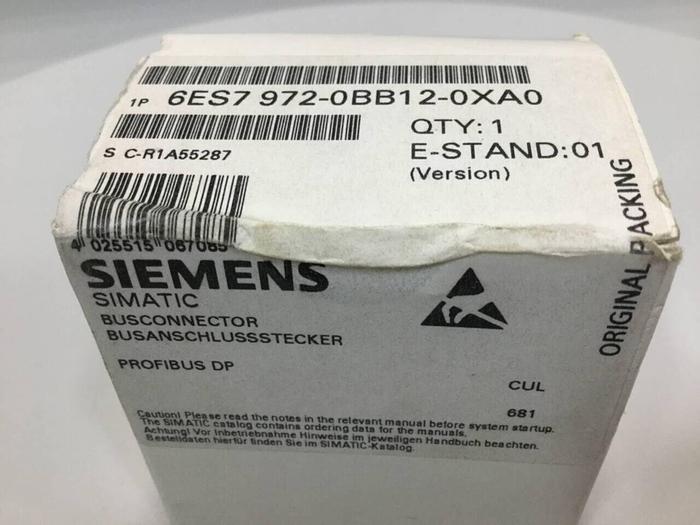 1P 6ES7 972-0BB12-0XA0
QTY: 1
S C-R1A55287
E-STAND:01
(Version)
4 025515 067085
SIEMENS
SIMATIC
BUSCONNECTOR
BUSANSCHLUSSSTECKER
PROFIBUS DP
CUL
681
Caution! Please read the notes in the relevant manual before system startup.
The SIMATIC catalog contains ordering data for the manuals.
Achtung! Vor Inbetriebnahme Hinweise im jeweiligen Handbuch beachten.
Bestelldaten hierfür finden Sie im SIMATIC-Katalog.
ORIGINAL PACKING